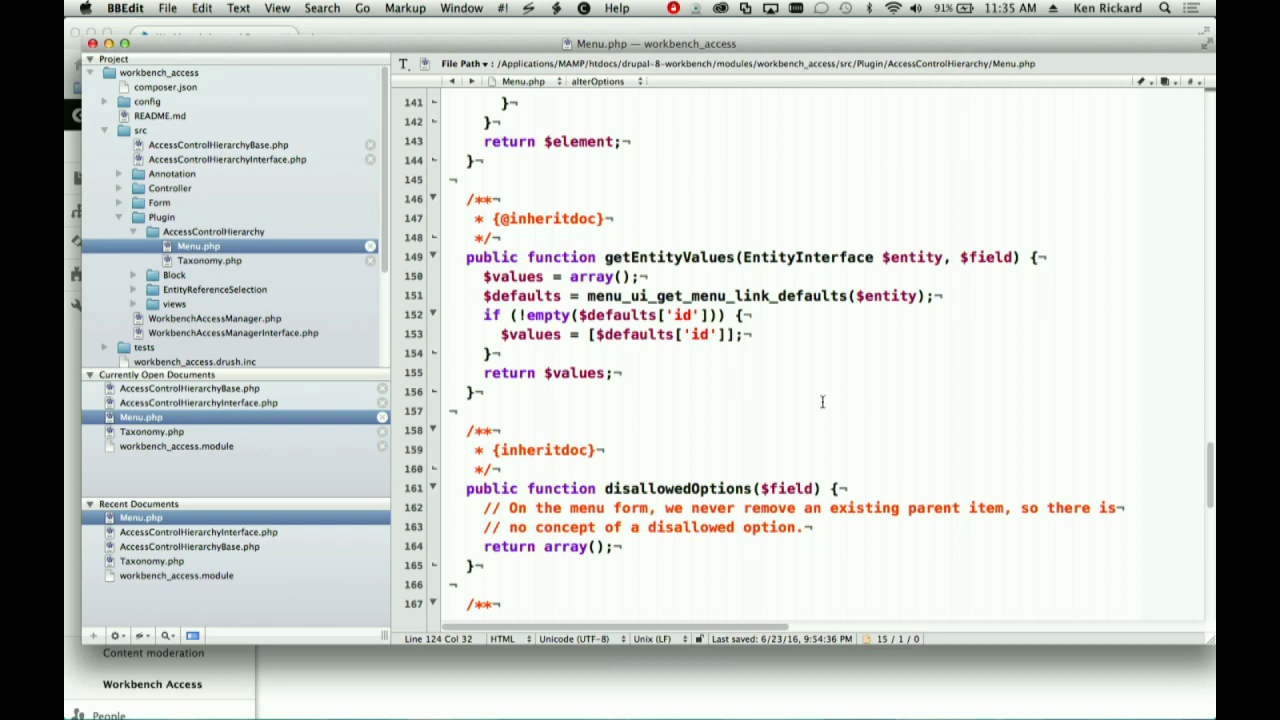 BBEdit File Edit Text View Search Go Markup Window #! Help 91% 11:35 AM Ken Rickard
Menu.php — workbench_access
Project
workbench_access
composer.json
config
README.md
src
AccessControlHierarchyBase.php
AccessControlHierarchyInterface.php
Annotation
Controller
Form
Plugin
AccessControlHierarchy
Menu.php
Taxonomy.php
Block
EntityReferenceSelection
views
WorkbenchAccessManager.php
WorkbenchAccessManagerInterface.php
tests
workbench_access.drush.inc
Currently Open Documents
AccessControlHierarchyBase.php
AccessControlHierarchyInterface.php
Menu.php
Taxonomy.php
workbench_access.module
Recent Documents
Menu.php
AccessControlHierarchyInterface.php
AccessControlHierarchyBase.php
Taxonomy.php
workbench_access.module
File Path ▾ : /Applications/MAMP/htdocs/drupal-8-workbench/modules/workbench_access/src/Plugin/AccessControlHierarchy/Menu.php
Menu.php alterOptions
141 }¬
142 }¬
143 return $element;¬
144 }¬
145 ¬
146 /**¬
147 * {@inheritdoc}¬
148 */¬
149 public function getEntityValues(EntityInterface $entity, $field) {¬
150 $values = array();¬
151 $defaults = menu_ui_get_menu_link_defaults($entity);¬
152 if (!empty($defaults['id'])) {¬
153 $values = [$defaults['id']];¬
154 }¬
155 return $values;¬
156 }¬
157 ¬
158 /**¬
159 * {inheritdoc}¬
160 */¬
161 public function disallowedOptions($field) {¬
162 // On the menu form, we never remove an existing parent item, so there is¬
163 // no concept of a disallowed option.¬
164 return array();¬
165 }¬
166 ¬
167 /**¬
Line 124 Col 32 HTML Unicode (UTF-8) Unix (LF) Last saved: 6/23/16, 9:54:36 PM 15 / 1 / 0
Content moderation
Workbench Access
People